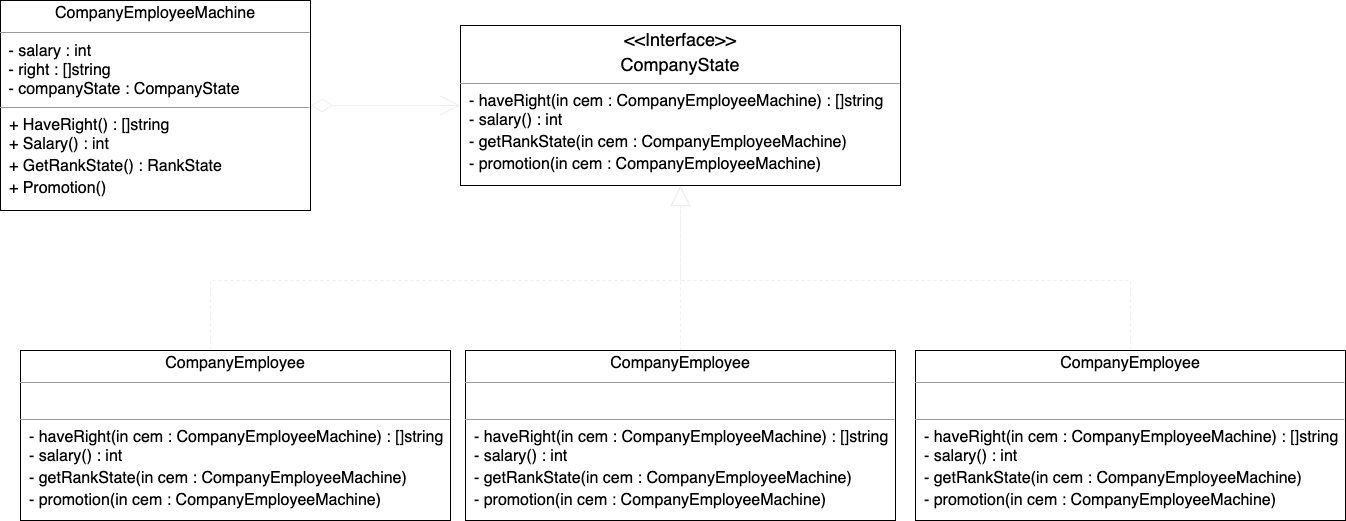 CompanyEmployeeMachine
- salary : int
- right : []string
- companyState : CompanyState
+ HaveRight() : []string
+ Salary() : int
+ GetRankState() : RankState
+ Promotion()
<<Interface>>
CompanyState
- haveRight(in cem : CompanyEmployeeMachine) : []string
- salary() : int
- getRankState(in cem : CompanyEmployeeMachine)
- promotion(in cem : CompanyEmployeeMachine)
CompanyEmployee
- haveRight(in cem : CompanyEmployeeMachine) : []string
- salary() : int
- getRankState(in cem : CompanyEmployeeMachine)
- promotion(in cem : CompanyEmployeeMachine)
CompanyEmployee
- haveRight(in cem : CompanyEmployeeMachine) : []string
- salary() : int
- getRankState(in cem : CompanyEmployeeMachine)
- promotion(in cem : CompanyEmployeeMachine)
CompanyEmployee
- haveRight(in cem : CompanyEmployeeMachine) : []string
- salary() : int
- getRankState(in cem : CompanyEmployeeMachine)
- promotion(in cem : CompanyEmployeeMachine)